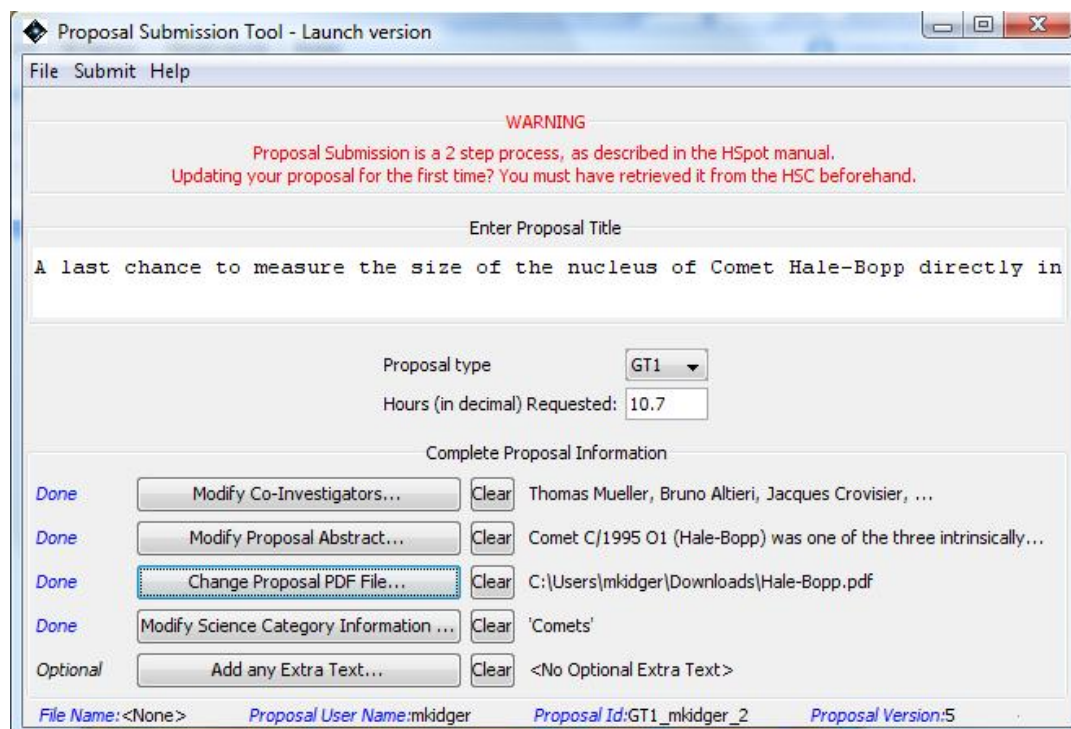 Proposal Submission Tool - Launch version
File Submit Help
WARNING
Proposal Submission is a 2 step process, as described in the HSpot manual.
Updating your proposal for the first time? You must have retrieved it from the HSC beforehand.
Enter Proposal Title
A last chance to measure the size of the nucleus of Comet Hale-Bopp directly in
Proposal type GT1
Hours (in decimal) Requested: 10.7
Complete Proposal Information
Done Modify Co-Investigators... Clear Thomas Mueller, Bruno Altieri, Jacques Crovisier, ...
Done Modify Proposal Abstract... Clear Comet C/1995 O1 (Hale-Bopp) was one of the three intrinsically...
Done Change Proposal PDF File... Clear C:\Users\mkidger\Downloads\Hale-Bopp.pdf
Done Modify Science Category Information ... Clear 'Comets'
Optional Add any Extra Text... Clear <No Optional Extra Text>
File Name:<None> Proposal User Name:mkidger Proposal Id:GT1_mkidger_2 Proposal Version:5